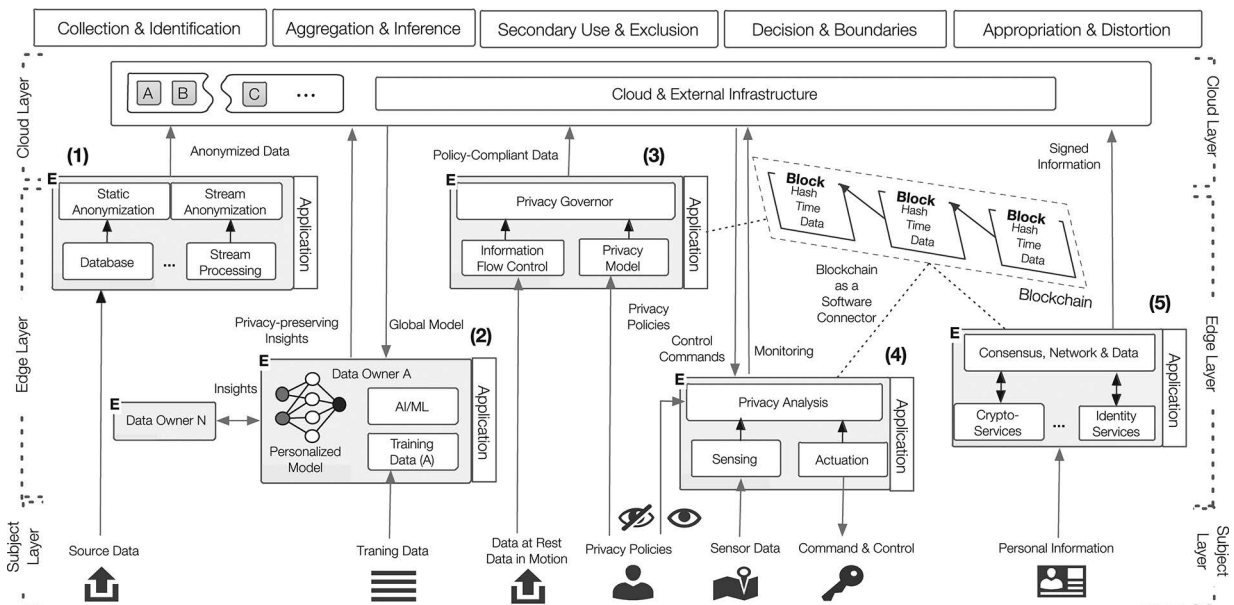 Collection & Identification
Aggregation & Inference
Secondary Use & Exclusion
Decision & Boundaries
Appropriation & Distortion
Cloud Layer
A
B
C
...
Cloud & External Infrastructure
Cloud Layer
(1)
Anonymized Data
Policy-Compliant Data
(3)
Signed
Information
E
Static
Anonymization
Stream
Anonymization
Database
...
Stream
Processing
Application
E
Privacy Governor
Information
Flow Control
Privacy
Model
Application
Block
Hash
Time
Data
Block
Hash
Time
Data
Block
Hash
Time
Data
Blockchain
Blockchain
as a
Software
Connector
Edge Layer
Privacy-preserving
Insights
Global Model
(2)
Privacy
Policies
Control
Commands
Monitoring
(4)
(5)
Edge Layer
E
Data Owner N
Insights
E
Data Owner A
Personalized
Model
AI/ML
Training
Data (A)
Application
E
Privacy Analysis
Sensing
Actuation
Application
E
Consensus, Network & Data
Crypto-
Services
...
Identity
Services
Application
Subject
Layer
Source Data
Traning Data
Data at Rest
Data in Motion
Privacy Policies
Sensor Data
Command & Control
Personal Information
Subject
Layer